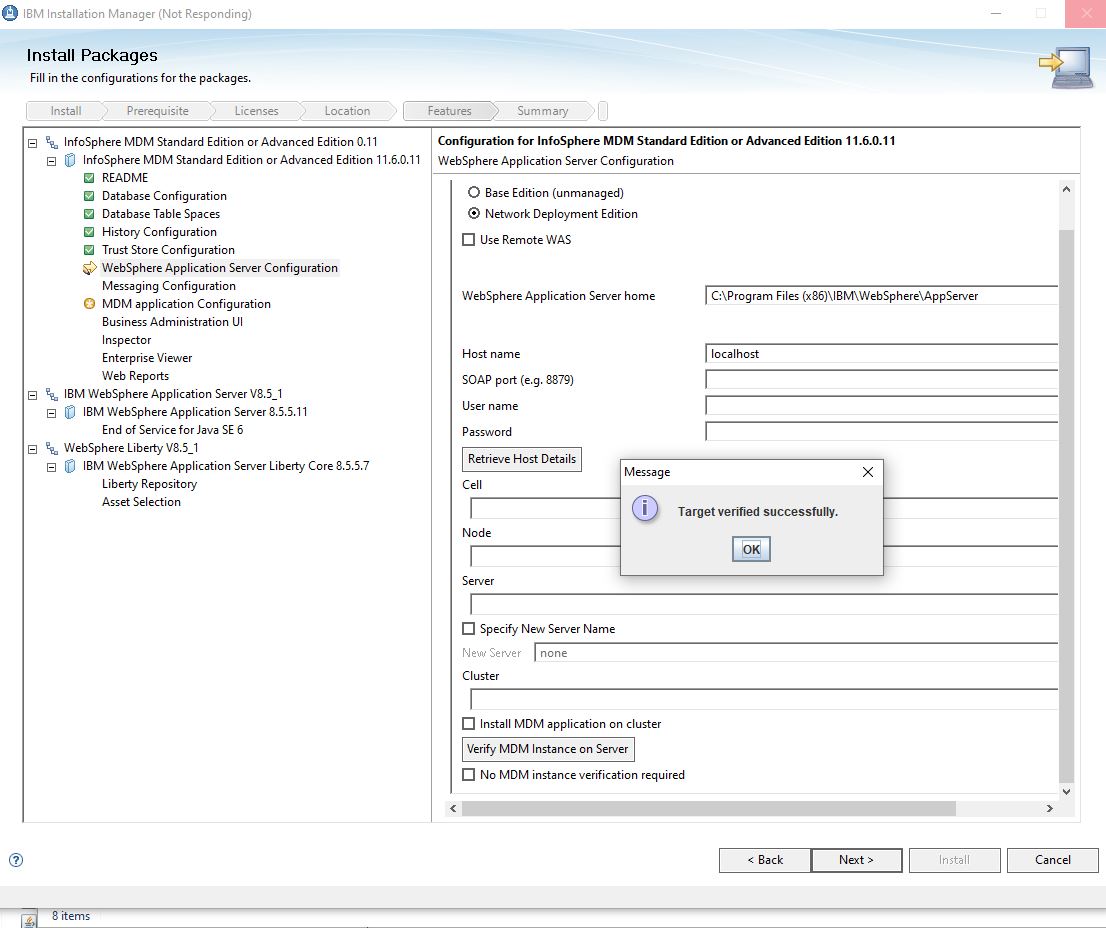 IBM Installation Manager (Not Responding)
Install Packages
Fill in the configurations for the packages.
Install Prerequisite Licenses Location Features Summary
InfoSphere MDM Standard Edition or Advanced Edition 0.11
InfoSphere MDM Standard Edition or Advanced Edition 11.6.0.11
README
Database Configuration
Database Table Spaces
History Configuration
Trust Store Configuration
WebSphere Application Server Configuration
Messaging Configuration
MDM application Configuration
Business Administration UI
Inspector
Enterprise Viewer
Web Reports
IBM WebSphere Application Server V8.5_1
IBM WebSphere Application Server 8.5.5.11
End of Service for Java SE 6
WebSphere Liberty V8.5_1
IBM WebSphere Application Server Liberty Core 8.5.5.7
Liberty Repository
Asset Selection
Configuration for InfoSphere MDM Standard Edition or Advanced Edition 11.6.0.11
WebSphere Application Server Configuration
Base Edition (unmanaged)
Network Deployment Edition
Use Remote WAS
WebSphere Application Server home C:\Program Files (x86)\IBM\WebSphere\AppServer
Host name localhost
SOAP port (e.g. 8879)
User name
Password
Retrieve Host Details
Cell
Node
Server
Specify New Server Name
New Server none
Cluster
Install MDM application on cluster
Verify MDM Instance on Server
No MDM instance verification required
Message
Target verified successfully.
OK
< Back Next > Install Cancel
8 items